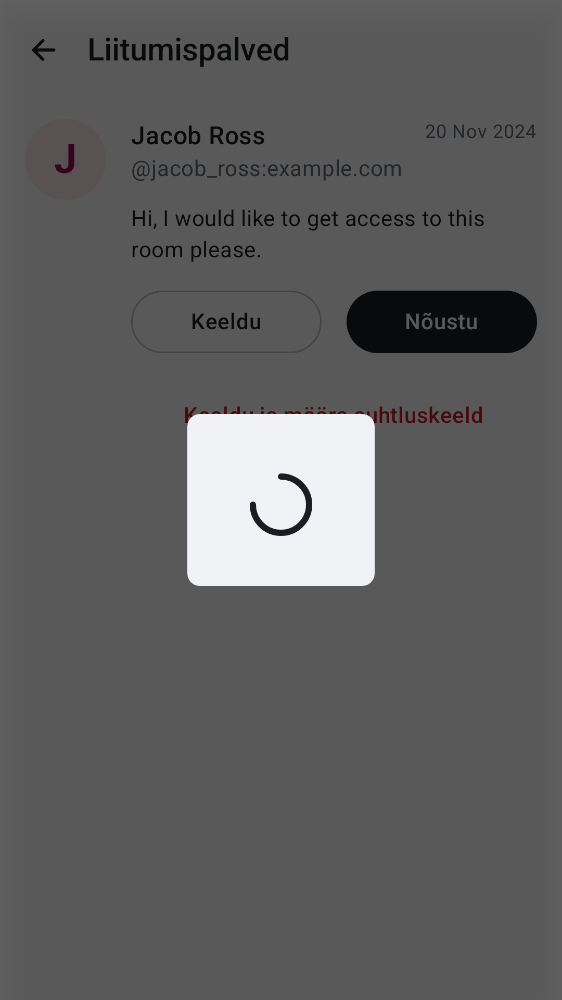 Liitumispalved
J
Jacob Ross
20 Nov 2024
@jacob_ross:example.com
Hi, I would like to get access to this
room please.
Keeldu
Nõustu
Keeldu ja määra suhtluskeeld